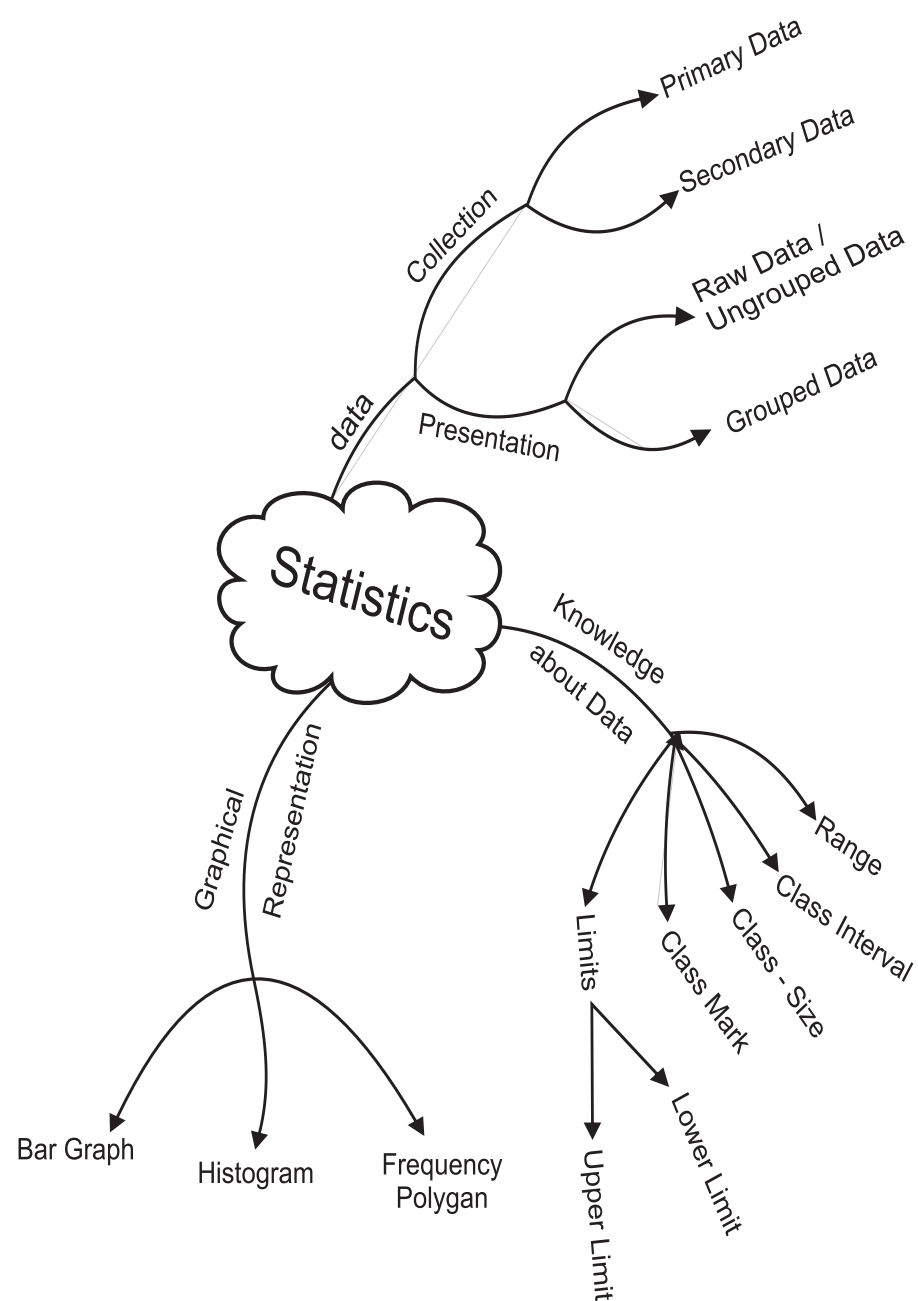 Primary Data
Secondary Data
Collection
Raw Data /
Ungrouped Data
Grouped Data
data
Presentation
Statistics
Knowledge
about Data
Range
Class Interval
Class - Size
Class Mark
Limits
Lower Limit
Upper Limit
Graphical
Representation
Bar Graph
Histogram
Frequency
Polygan